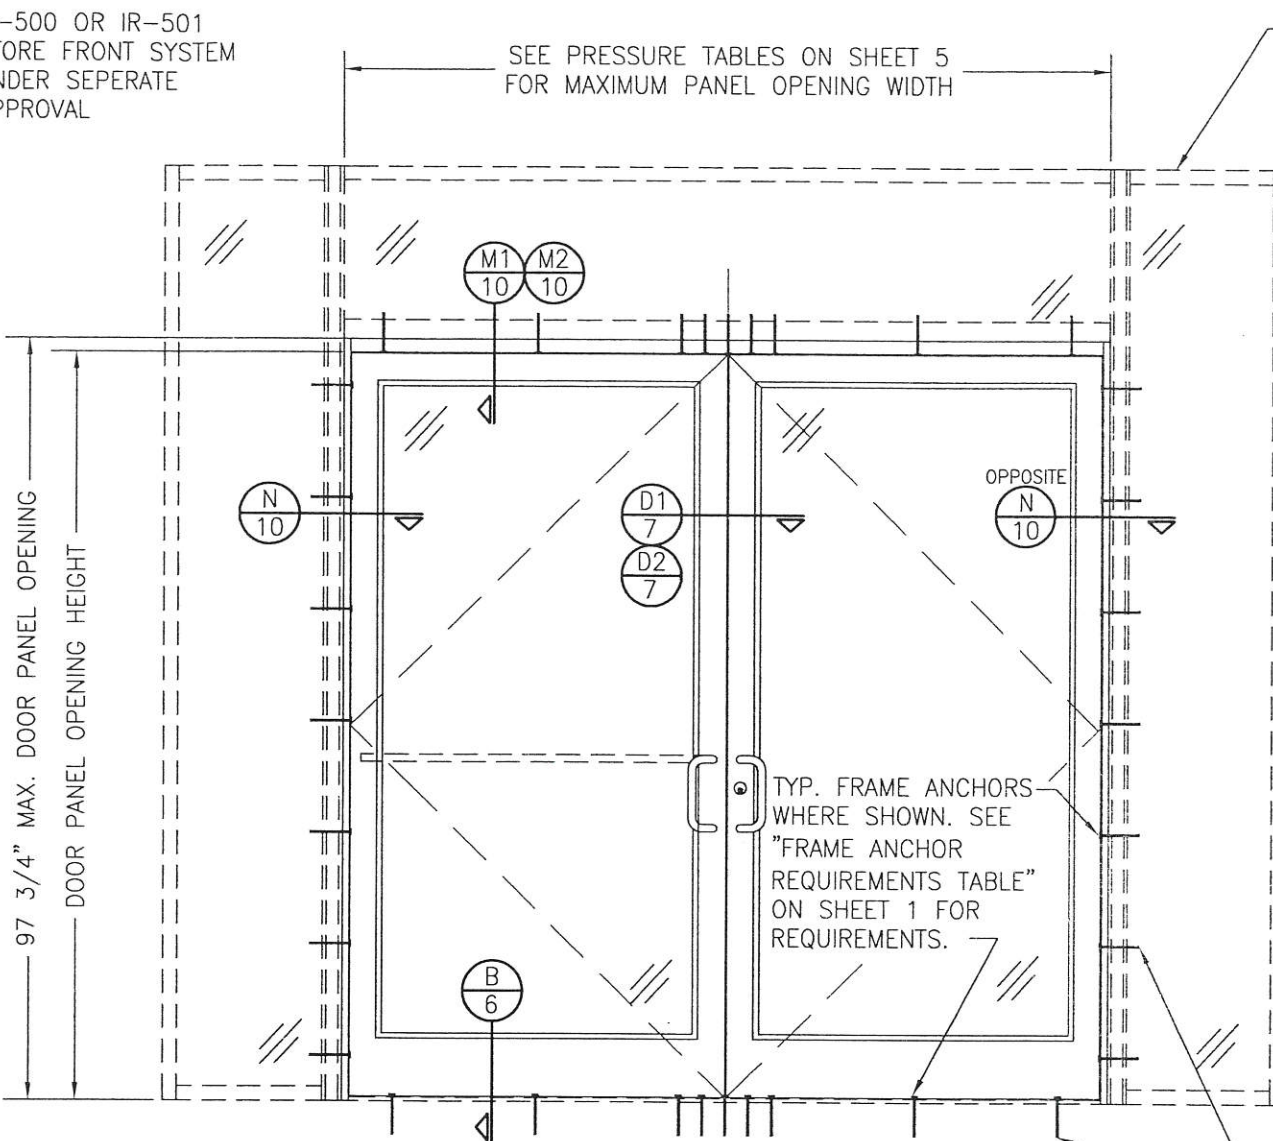 -500 OR IR-501
TORE FRONT SYSTEM
NDER SEPERATE
PPROVAL
SEE PRESSURE TABLES ON SHEET 5
FOR MAXIMUM PANEL OPENING WIDTH
M1
10
M2
10
97 3/4" MAX. DOOR PANEL OPENING
DOOR PANEL OPENING HEIGHT
N
10
D1
7
D2
7
OPPOSITE
N
10
TYP. FRAME ANCHORS
WHERE SHOWN. SEE
"FRAME ANCHOR
REQUIREMENTS TABLE"
ON SHEET 1 FOR
REQUIREMENTS.
B
6